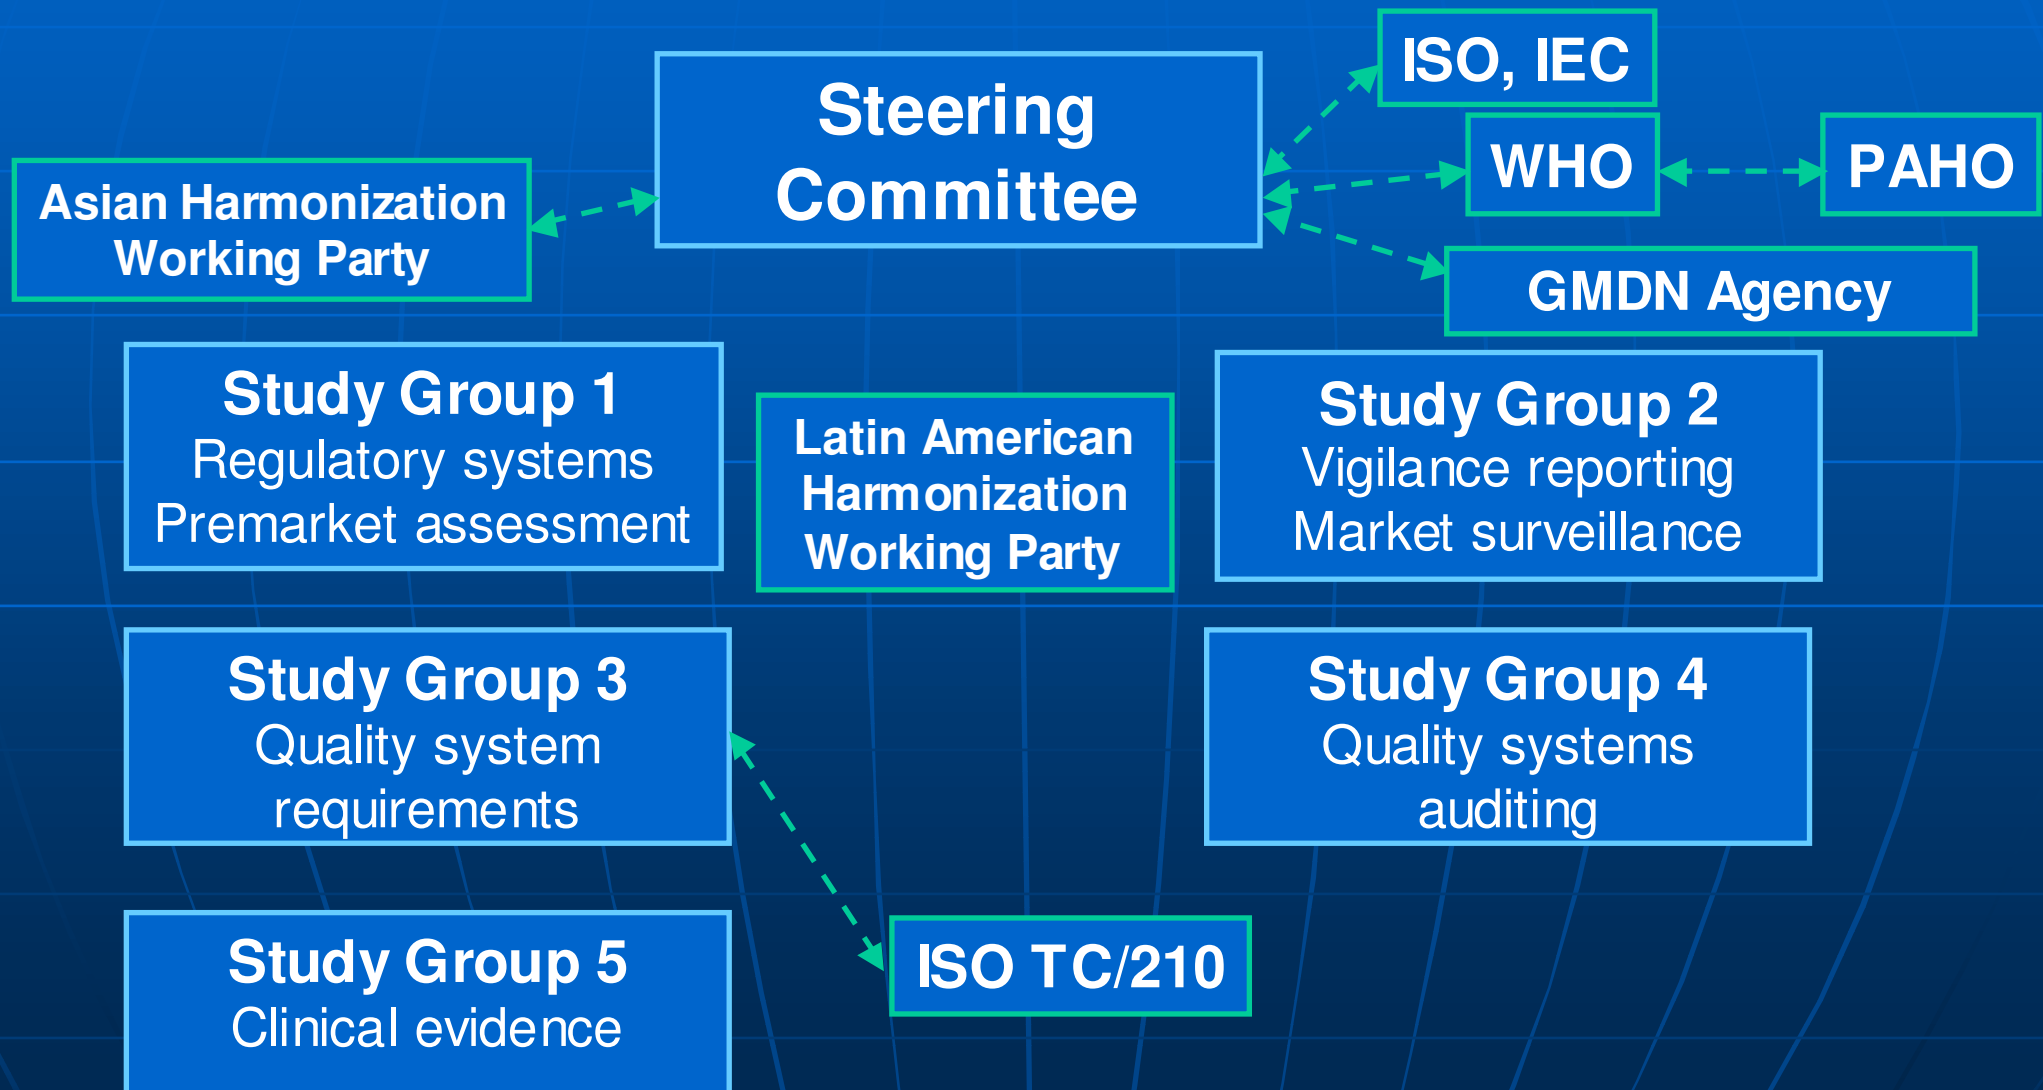 Steering
Committee
ISO, IEC
WHO
PAHO
Asian Harmonization
Working Party
GMDN Agency
Study Group 1
Regulatory systems
Premarket assessment
Latin American
Harmonization
Working Party
Study Group 2
Vigilance reporting
Market surveillance
Study Group 3
Quality system
requirements
Study Group 4
Quality systems
auditing
Study Group 5
Clinical evidence
ISO TC/210